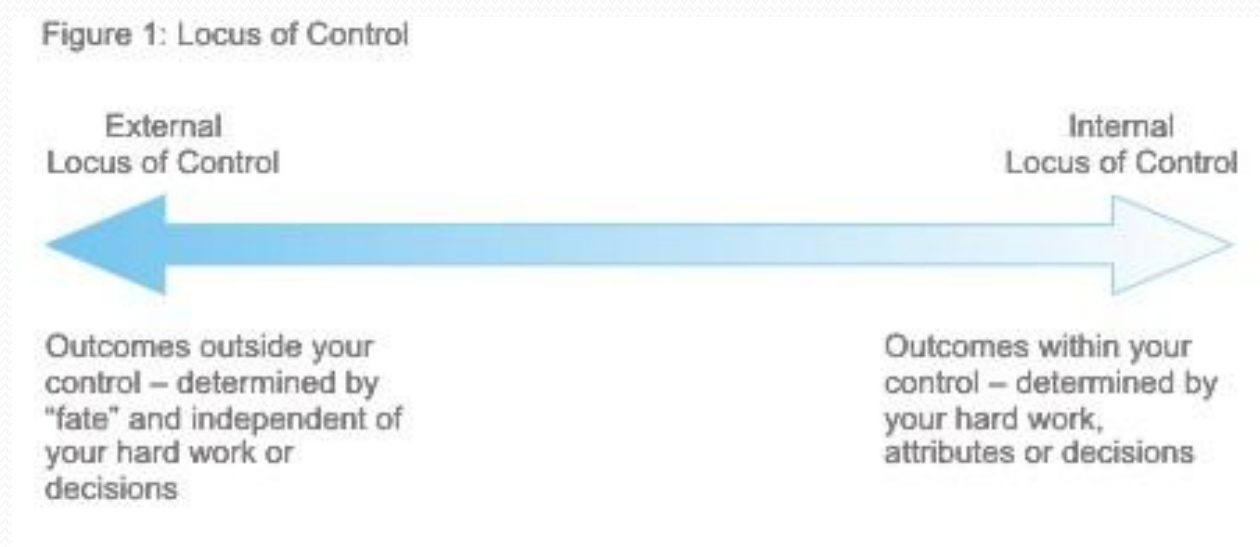 Figure 1: Locus of Control
External
Locus of Control
Internal
Locus of Control
Outcomes outside your
control – determined by
“fate” and independent of
your hard work or
decisions
Outcomes within your
control – determined by
your hard work,
attributes or decisions